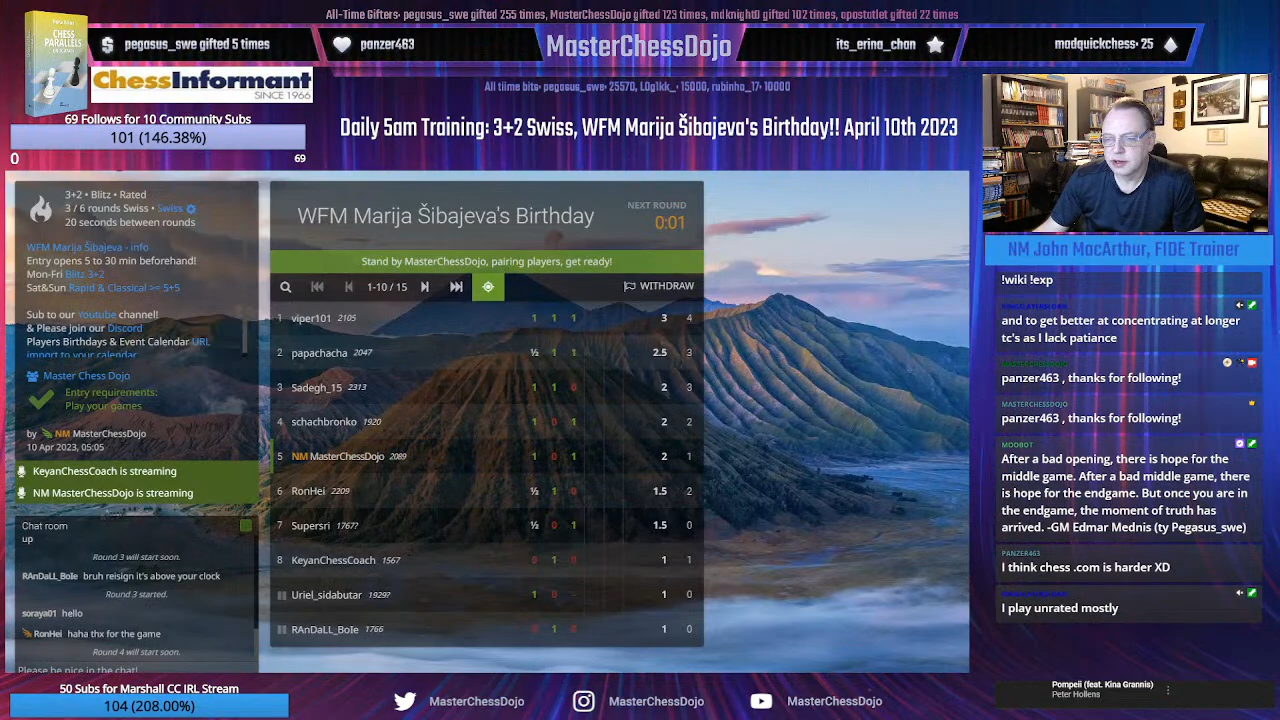 All-Time Gifters• pegasus_swe gifted 255 times, MasterChessDojo gifted 123 times, mdknightD gifted 102 times, apostatlet gifted 22 times
CHESS PARALLELS
pegasus_swe gifted 5 times
panzer463
MasterChessDojo
its_erina_chan
madquickchess• 25
ChessInformant
SINCE 1966
All tiime bits• pegasus_swe• 25570, L0g1kk_• 15000, rubinho_17• 10000
69 Follows for 10 Community Subs
101 (146.38%)
0
69
Daily 5am Training: 3+2 Swiss, WFM Marija Šibajeva's Birthday!! April 10th 2023
3+2 • Blitz • Rated
3 / 6 rounds Swiss • Swiss
20 seconds between rounds
WFM Marija Šibajeva - info
Entry opens 5 to 30 min beforehand!
Mon-Fri Blitz 3+2
Sat&Sun Rapid & Classical >= 5+5
Sub to our Youtube channel!
& Please join our Discord
Players Birthdays & Event Calendar URL
import to your calendar
Master Chess Dojo
Entry requirements:
Play your games
by NM MasterChessDojo
10 Apr 2023, 05:05
KeyanChessCoach is streaming
NM MasterChessDojo is streaming
Chat room
up
Round 3 will start soon.
RAnDaLL_BoIe bruh reisign it's above your clock
Round 3 started.
soraya01 hello
RonHei haha thx for the game
Round 4 will start soon.
Please be nice in the chat!
WFM Marija Šibajeva's Birthday
NEXT ROUND
0:01
Stand by MasterChessDojo, pairing players, get ready!
1-10 / 15
WITHDRAW
1 viper101 2105 1 1 1 3 4
2 papachacha 2047 ½ 1 1 2.5 3
3 Sadegh_15 2313 1 1 0 2 3
4 schachbronko 1920 1 0 1 2 2
5 NM MasterChessDojo 2089 1 0 1 2 1
6 RonHei 2209 ½ 1 0 1.5 2
7 Supersri 1767? ½ 0 1 1.5 0
8 KeyanChessCoach 1567 0 1 0 1 1
Uriel_sidabutar 1929? 1 0 - 1 0
RAnDaLL_BoIe 1766 0 1 0 1 0
NM John MacArthur, FIDE Trainer
!wiki !exp
and to get better at concentrating at longer
tc's as I lack patiance
MASTERCHESSDOJO
panzer463 , thanks for following!
MASTERCHESSDOJO
panzer463 , thanks for following!
MOOBOT
After a bad opening, there is hope for the
middle game. After a bad middle game, there
is hope for the endgame. But once you are in
the endgame, the moment of truth has
arrived. -GM Edmar Mednis (ty Pegasus_swe)
PANZER463
I think chess .com is harder XD
I play unrated mostly
50 Subs for Marshall CC IRL Stream
104 (208.00%)
MasterChessDojo
MasterChessDojo
MasterChessDojo
Pompeii (feat. Kina Grannis)
Peter Hollens